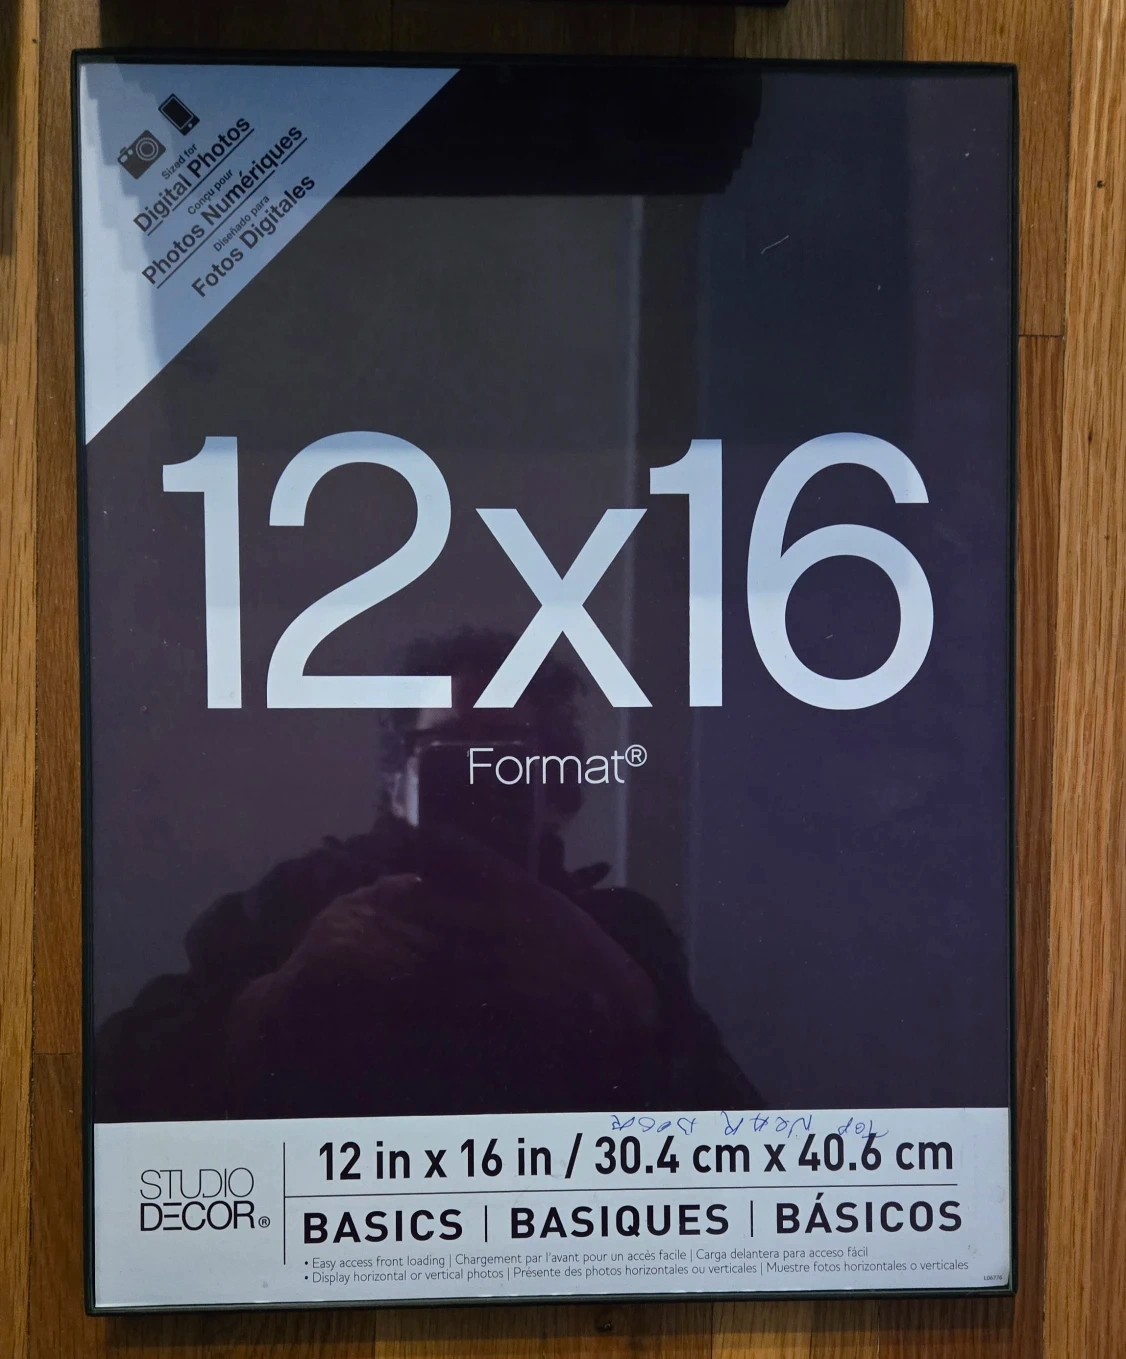 Sized for
Digital Photos
Conçu pour
Photos Numériques
Diseñado para
Fotos Digitales
12x16
Format®
TOP NEAR DOOR
12 in x 16 in / 30.4 cm x 40.6 cm
STUDIO
DECOR®
BASICS | BASIQUES | BÁSICOS
• Easy access front loading | Chargement par l'avant pour un accès facile | Carga delantera para acceso fácil
• Display horizontal or vertical photos | Présente des photos horizontales ou verticales | Muestre fotos horizontales o verticales